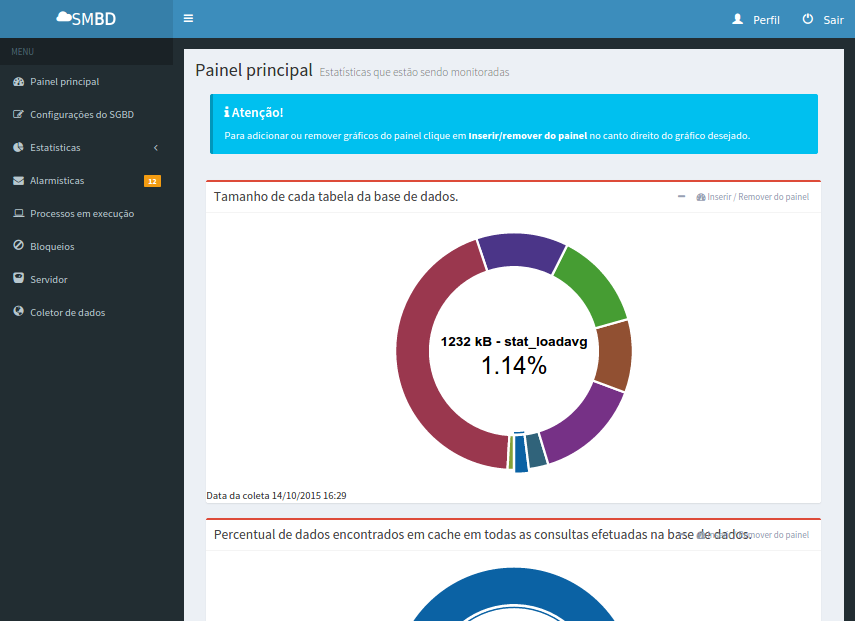 SMBD
Perfil
Sair
MENU
Painel principal
Configurações do SGBD
Estatísticas
Alarmísticas
12
Processos em execução
Bloqueios
Servidor
Coletor de dados
Painel principal Estatísticas que estão sendo monitoradas
Atenção!
Para adicionar ou remover gráficos do painel clique em Inserir/remover do painel no canto direito do gráfico desejado.
Tamanho de cada tabela da base de dados.
Inserir / Remover do painel
1232 kB - stat_loadavg
1.14%
Data da coleta 14/10/2015 16:29
Percentual de dados encontrados em cache em todas as consultas efetuadas na base de dados.
Remover do painel